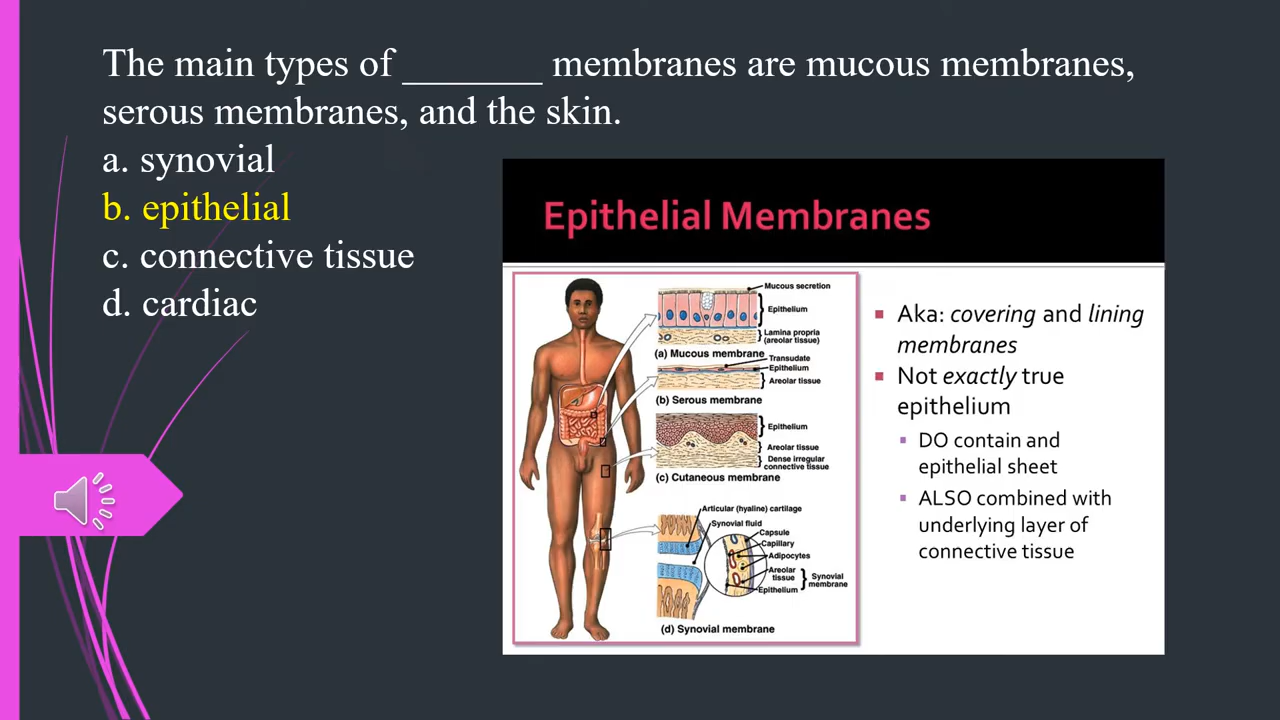 The main types of _______ membranes are mucous membranes,
serous membranes, and the skin.
a. synovial
b. epithelial
c. connective tissue
d. cardiac
Epithelial Membranes
Mucous secretion
Epithelium
Lamina propria
(areolar tissue)
(a) Mucous membrane
Transudate
Epithelium
Areolar tissue
(b) Serous membrane
Epithelium
Areolar tissue
Dense irregular
connective tissue
(c) Cutaneous membrane
Articular (hyaline) cartilage
Synovial fluid
Capsule
Capillary
Adipocytes
Areolar
tissue
Synovial
membrane
Epithelium
(d) Synovial membrane
Aka: covering and lining
membranes
Not exactly true
epithelium
DO contain and
epithelial sheet
ALSO combined with
underlying layer of
connective tissue